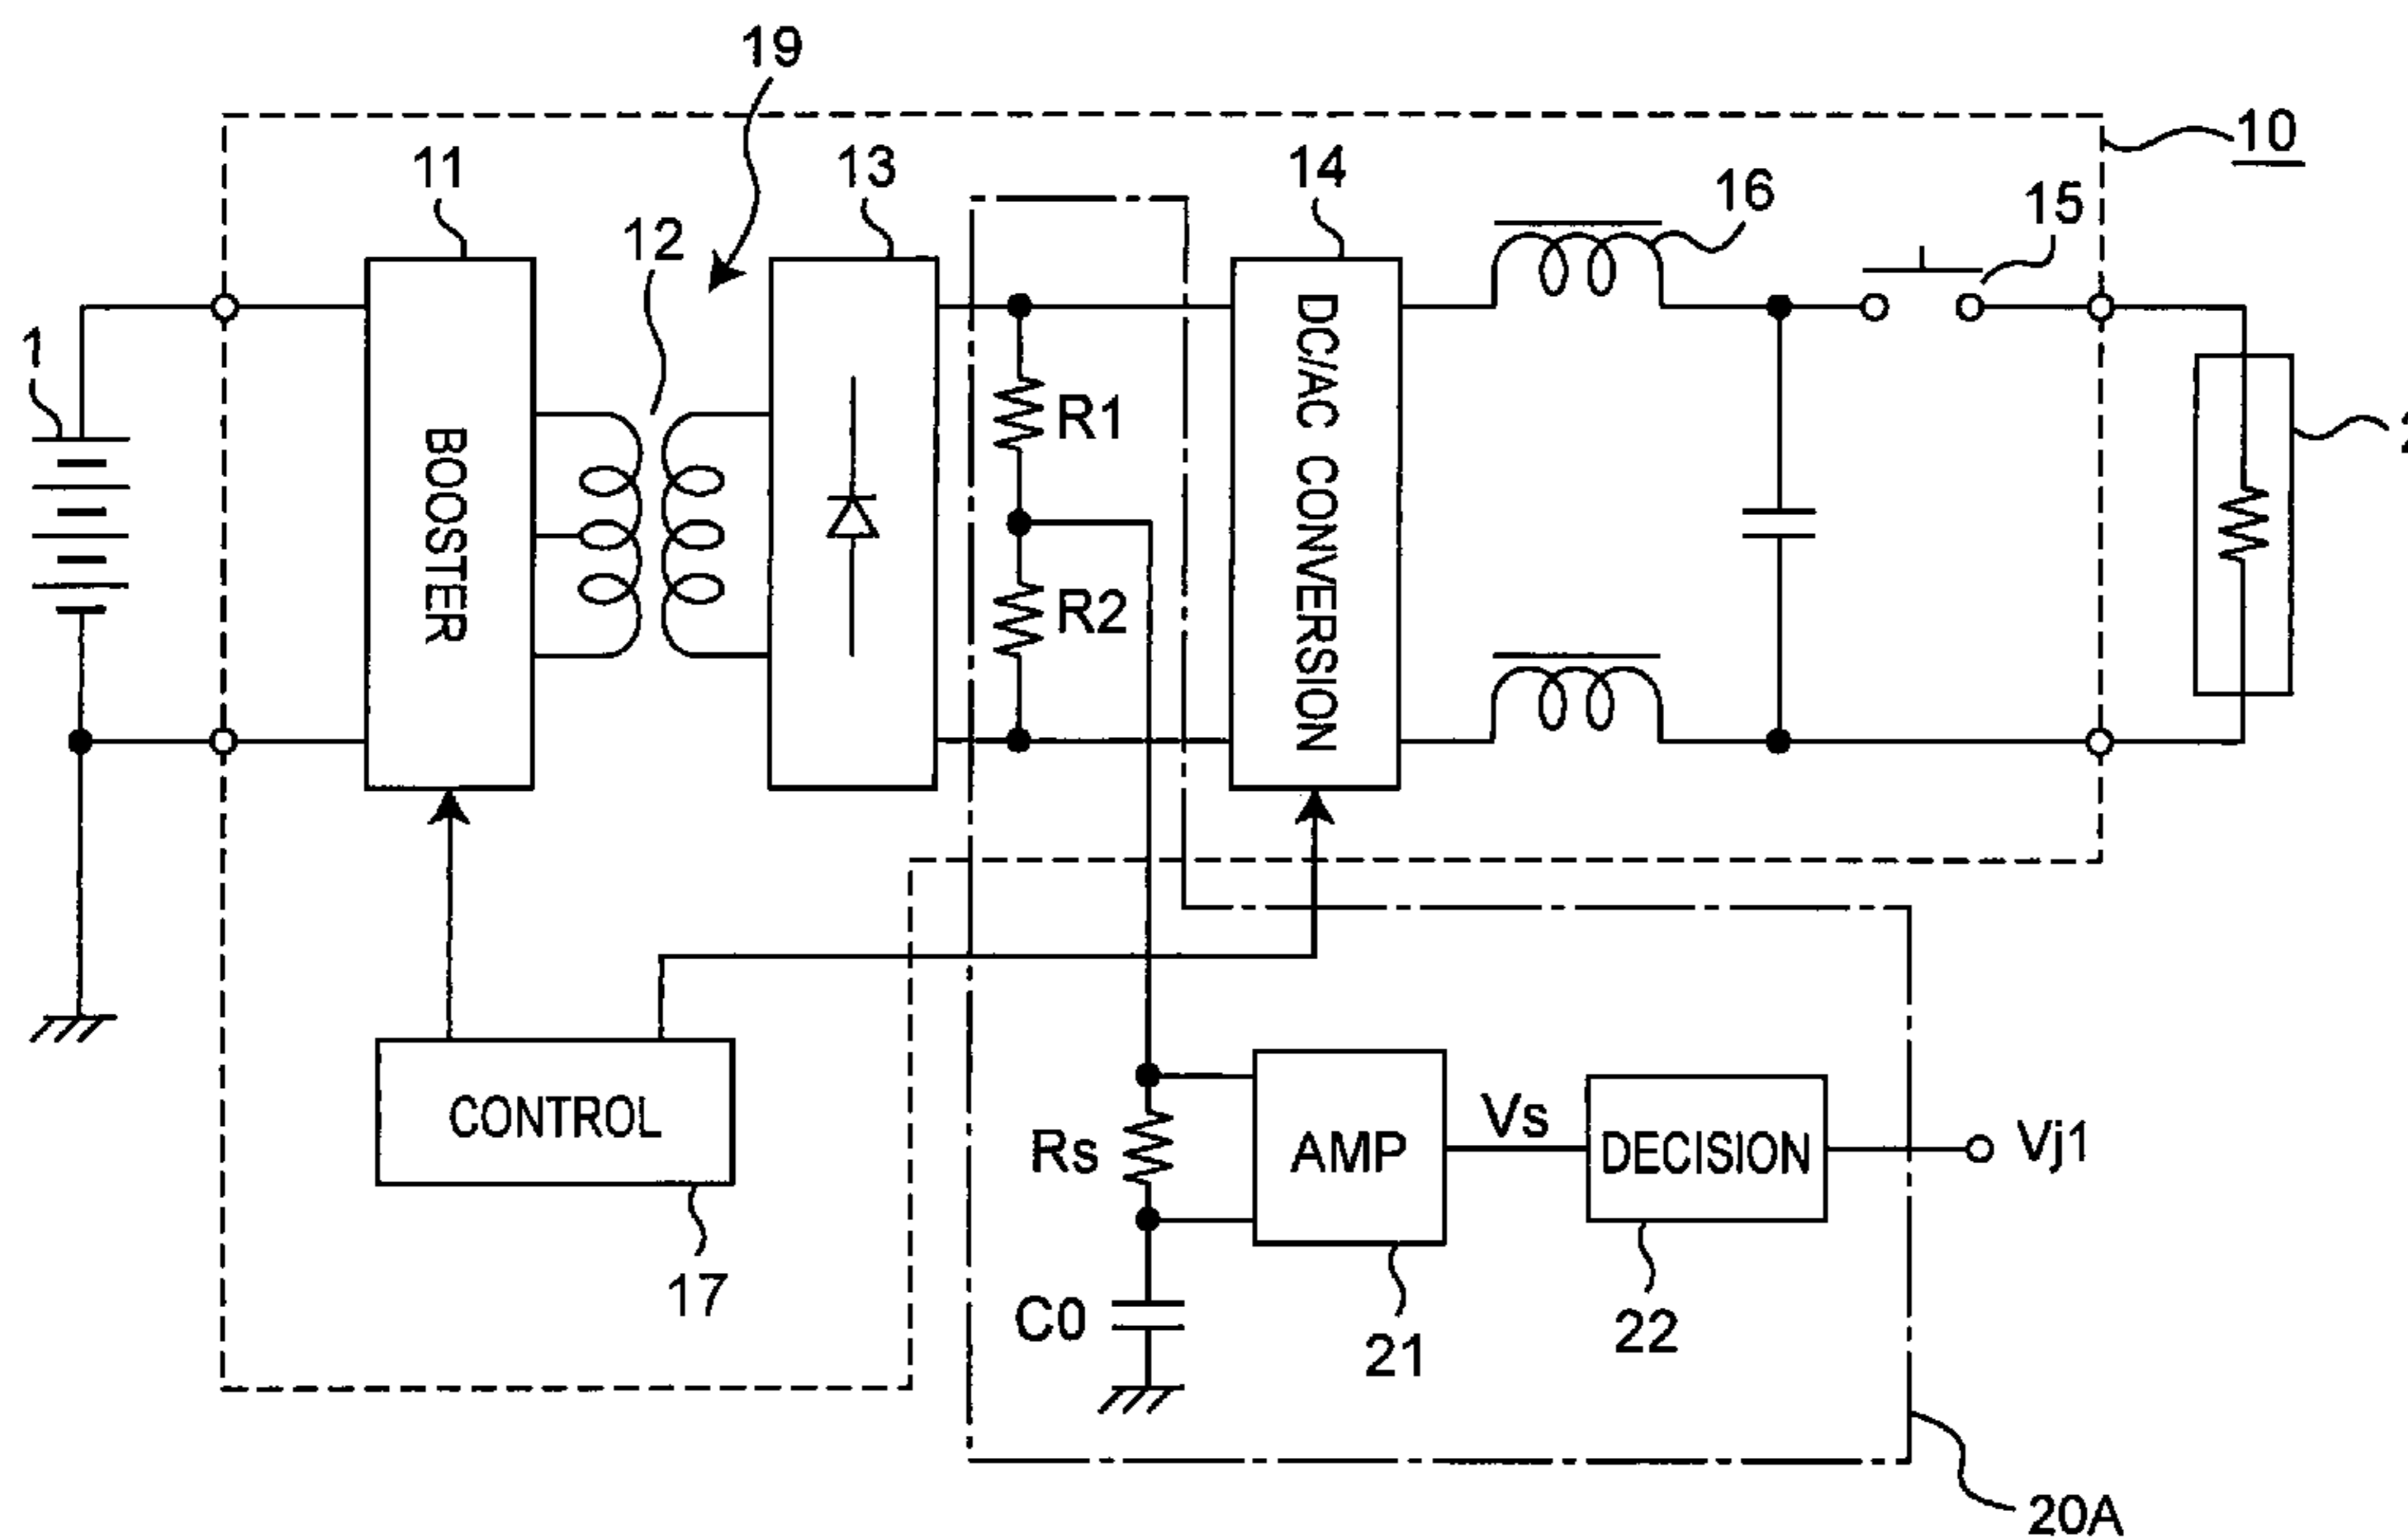 19
10
11
13
14
16
15
12
1
R1
BOOSTER
R2
DC/AC CONVERSION
CONTROL
Rs
AMP
Vs
DECISION
Vj1
17
C0
21
22
20A